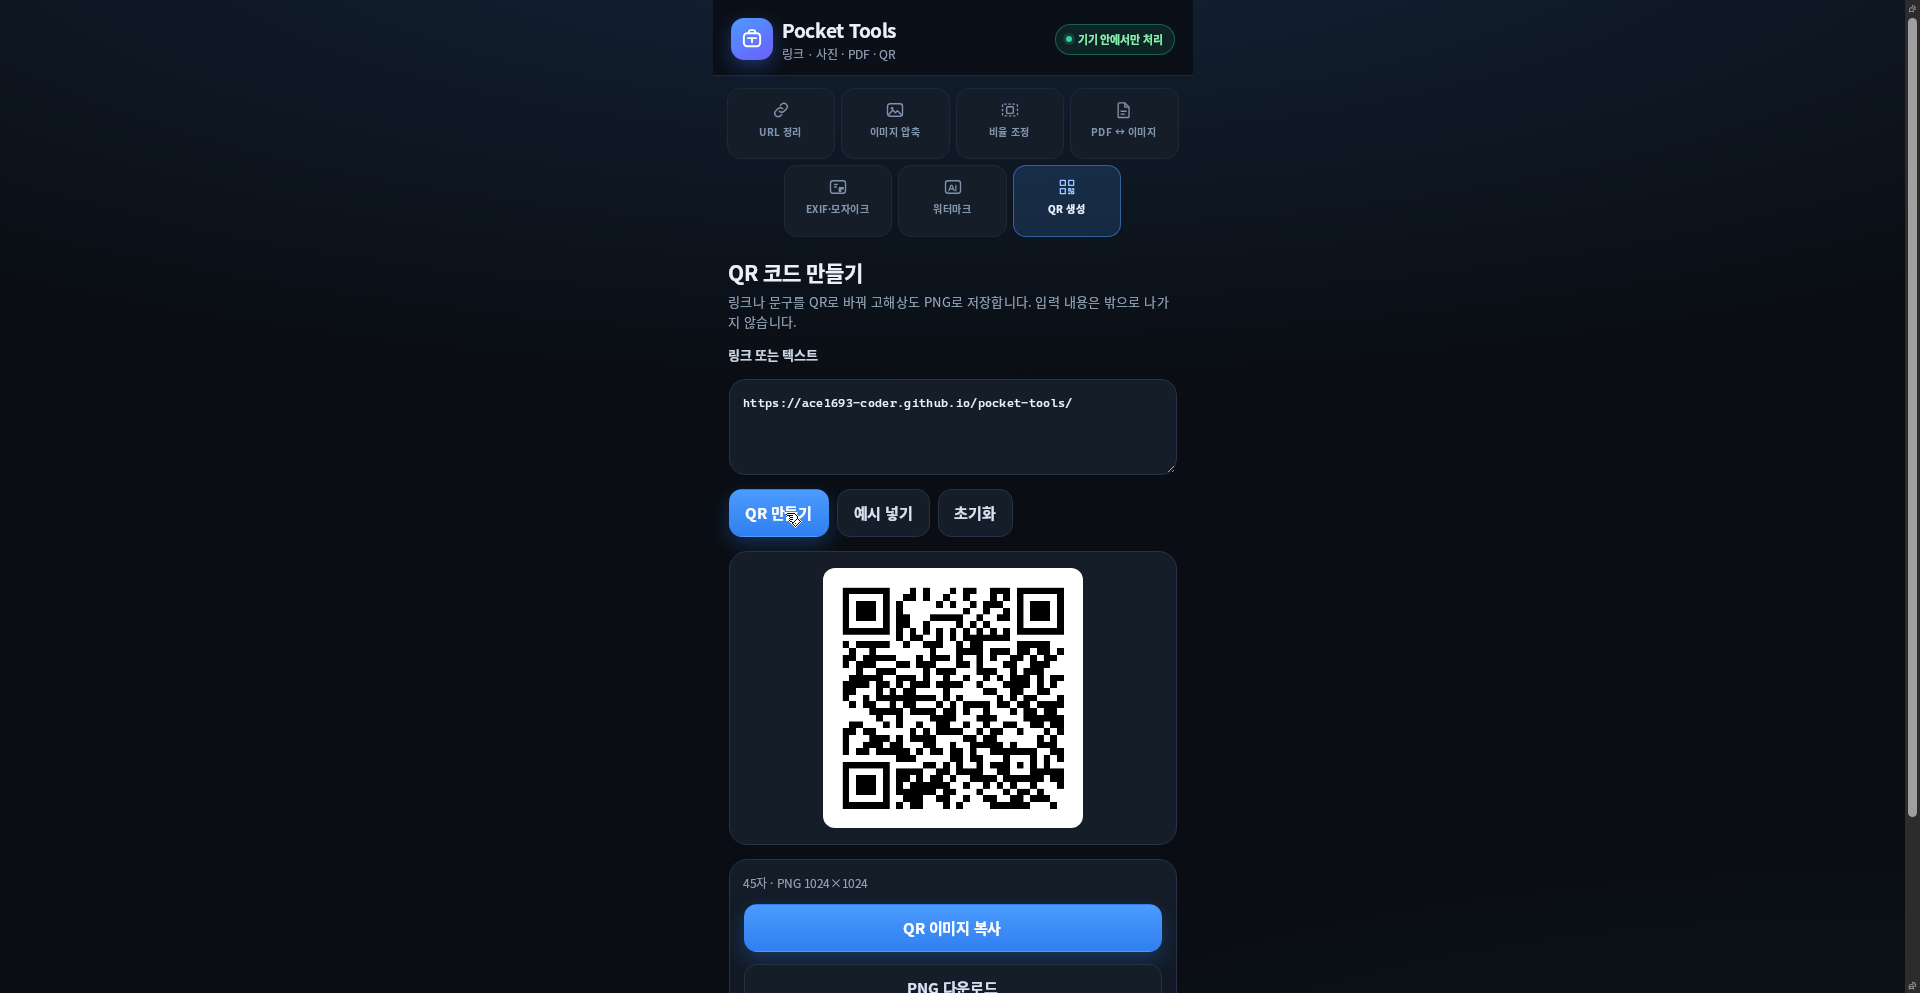 Pocket Tools
링크 · 사진 · PDF · QR
기기 안에서만 처리
URL 정리
이미지 압축
비율 조정
PDF ↔ 이미지
EXIF·모자이크
AI
워터마크
QR 생성
QR 코드 만들기
링크나 문구를 QR로 바꿔 고해상도 PNG로 저장합니다. 입력 내용은 밖으로 나가
지 않습니다.
링크 또는 텍스트
https://ace1693-coder.github.io/pocket-tools/
QR 만들기
예시 넣기
초기화
45자 · PNG 1024×1024
QR 이미지 복사
PNG 다운로드